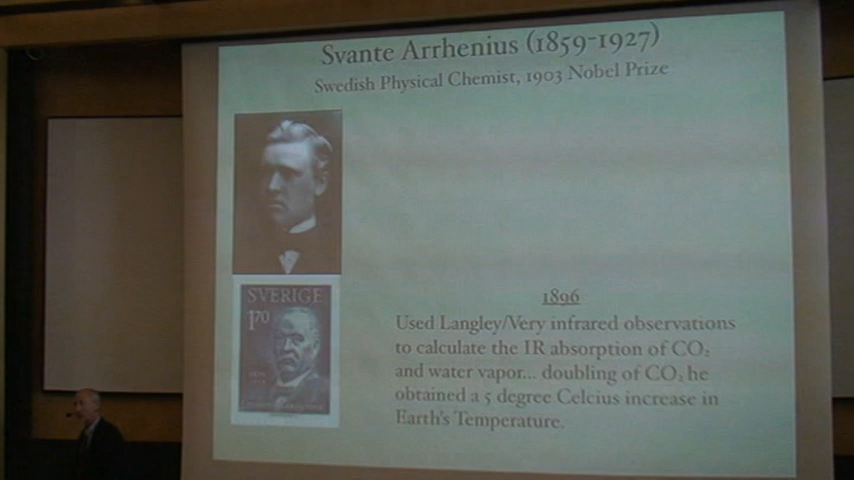 Svante Arrhenius (1859-1927)
Swedish Physical Chemist, 1903 Nobel Prize
SVERIGE
170
1896
Used Langley/Very infrared observations
to calculate the IR absorption of CO₂
and water vapor... doubling of CO₂ he
obtained a 5 degree Celcius increase in
Earth's Temperature.